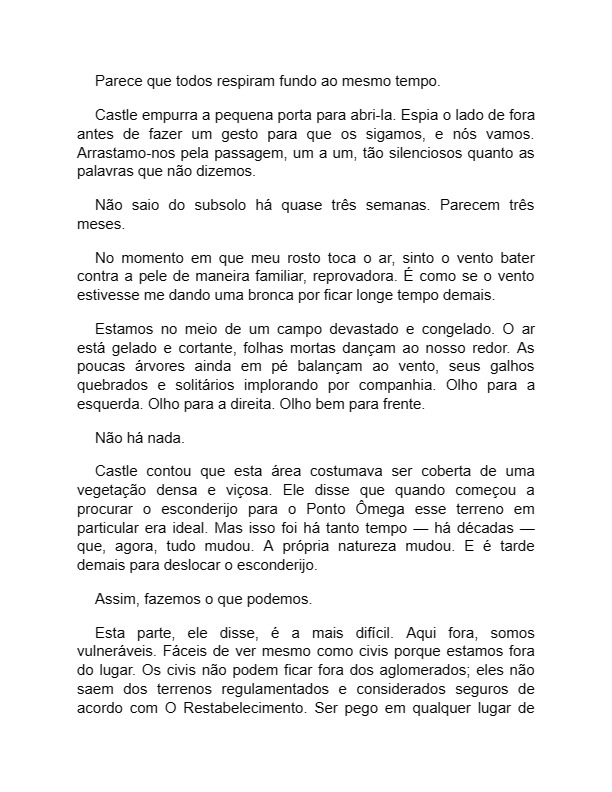 Parece que todos respiram fundo ao mesmo tempo.
Castle empurra a pequena porta para abri-la. Espia o lado de fora
antes de fazer um gesto para que os sigamos, e nós vamos.
Arrastamo-nos pela passagem, um a um, tão silenciosos quanto as
palavras que não dizemos.
Não saio do subsolo há quase três semanas. Parecem três
meses.
No momento em que meu rosto toca o ar, sinto o vento bater
contra a pele de maneira familiar, reprovadora. É como se o vento
estivesse me dando uma bronca por ficar longe tempo demais.
Estamos no meio de um campo devastado e congelado. O ar
está gelado e cortante, folhas mortas dançam ao nosso redor. As
poucas árvores ainda em pé balançam ao vento, seus galhos
quebrados e solitários implorando por companhia. Olho para a
esquerda. Olho para a direita. Olho bem para frente.
Não há nada.
Castle contou que esta área costumava ser coberta de uma
vegetação densa e viçosa. Ele disse que quando começou a
procurar o esconderijo para o Ponto Ômega esse terreno em
particular era ideal. Mas isso foi há tanto tempo — há décadas —
que, agora, tudo mudou. A própria natureza mudou. E é tarde
demais para deslocar o esconderijo.
Assim, fazemos o que podemos.
Esta parte, ele disse, é a mais difícil. Aqui fora, somos
vulneráveis. Fáceis de ver mesmo como civis porque estamos fora
do lugar. Os civis não podem ficar fora dos aglomerados; eles não
saem dos terrenos regulamentados e considerados seguros de
acordo com O Restabelecimento. Ser pego em qualquer lugar de